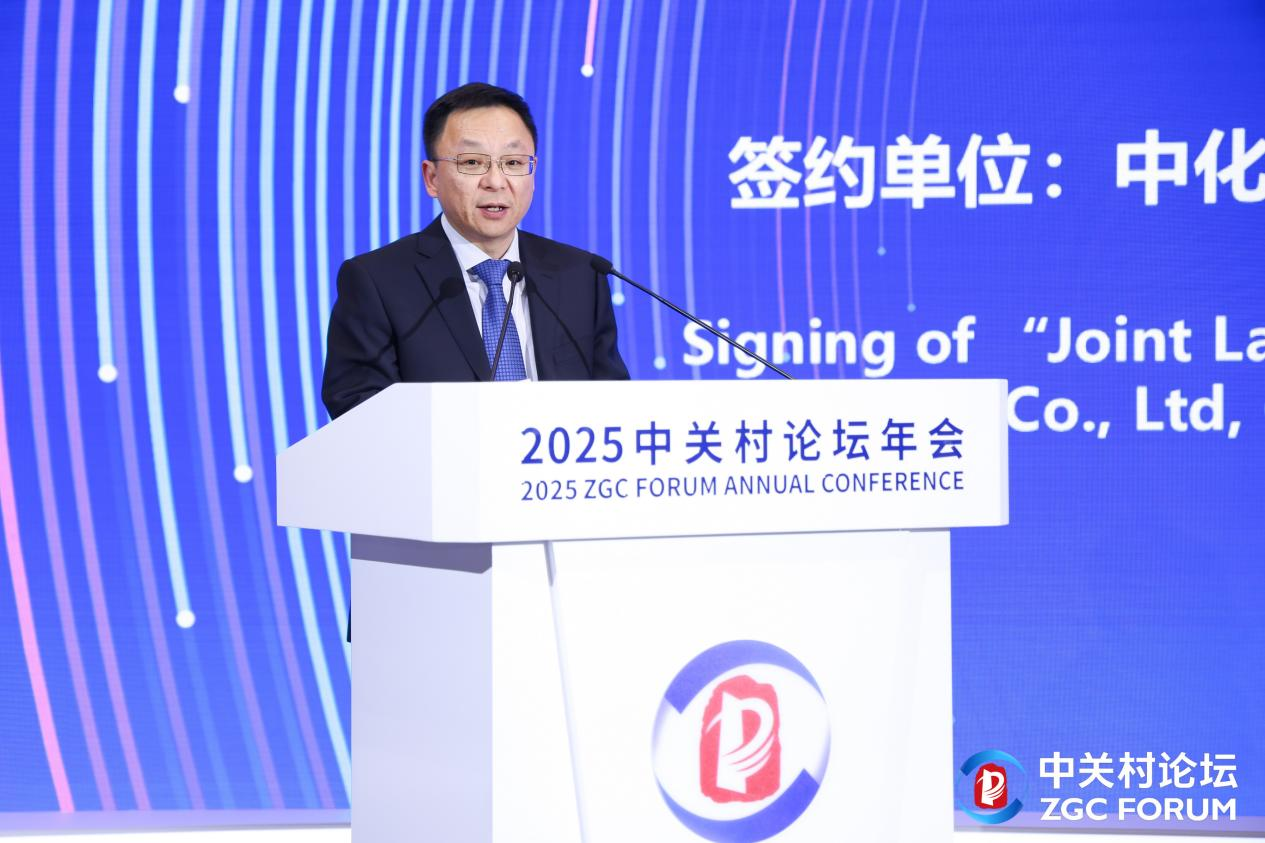 签约单位：中化
Signing of “Joint La
Co., Ltd,
2025中关村论坛年会
2025 ZGC FORUM ANNUAL CONFERENCE
中关村论坛
ZGC FORUM